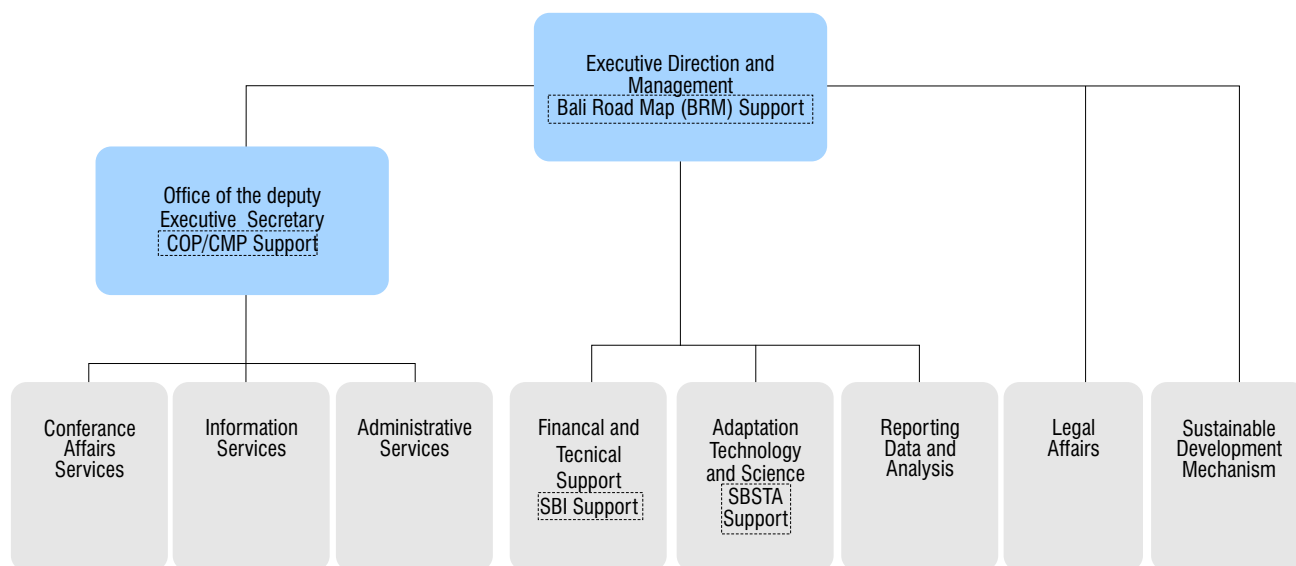 Executive Direction and
Management
Bali Road Map (BRM) Support
Office of the deputy
Executive Secretary
COP/CMP Support
Conferance
Affairs
Services
Information
Services
Administrative
Services
Financal and
Tecnical
Support
SBI Support
Adaptation
Technology
and Science
SBSTA
Support
Reporting
Data and
Analysis
Legal
Affairs
Sustainable
Development
Mechanism